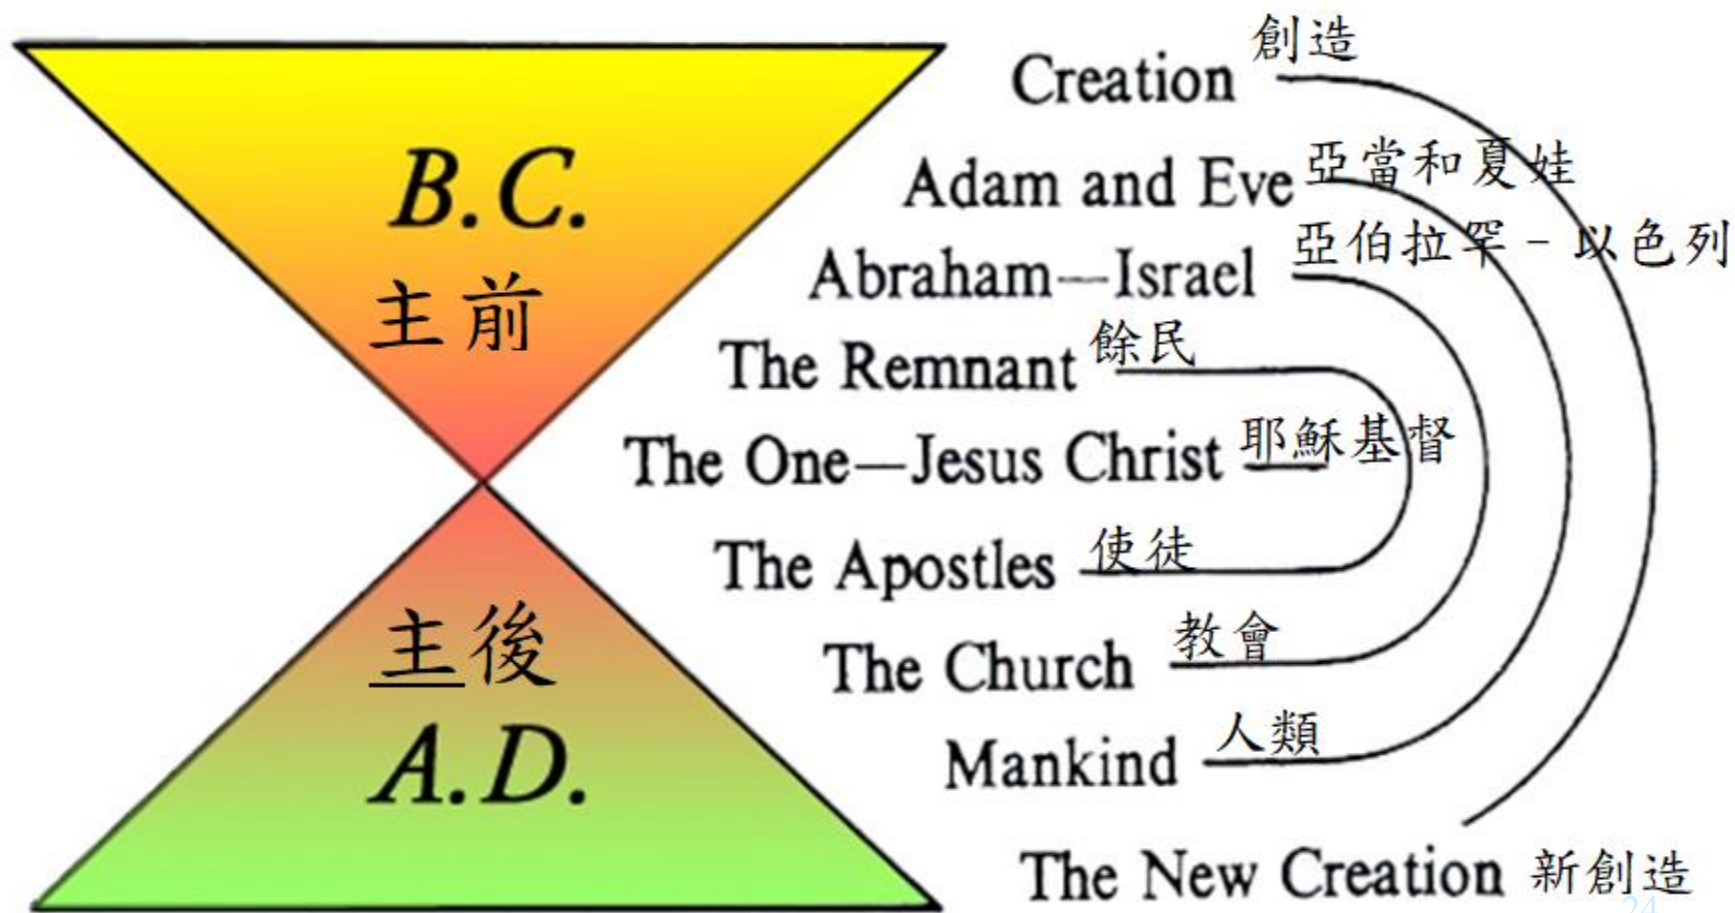 B.C.
主前
主後
A.D.
Creation 創造
Adam and Eve 亞當和夏娃
Abraham—Israel 亞伯拉罕 - 以色列
The Remnant 餘民
The One—Jesus Christ 耶穌基督
The Apostles 使徒
The Church 教會
Mankind 人類
The New Creation 新創造
24